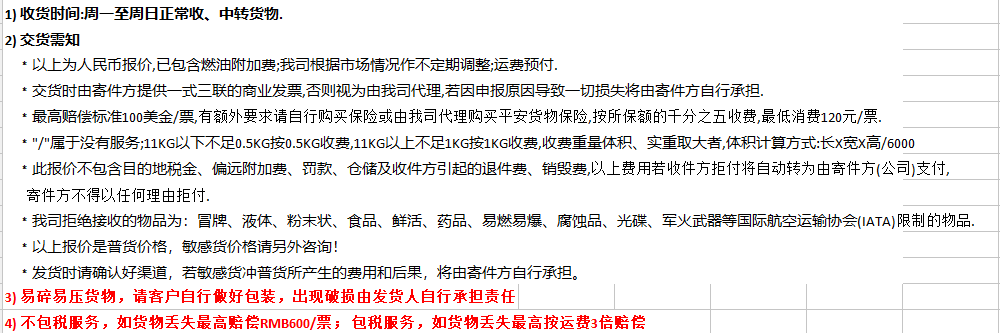 1) 收货时间:周一至周日正常收、中转货物.
2) 交货需知
* 以上为人民币报价,已包含燃油附加费;我司根据市场情况作不定期调整;运费预付.
* 交货时由寄件方提供一式三联的商业发票,否则视为由我司代理,若因申报原因导致一切损失将由寄件方自行承担.
* 最高赔偿标准100美金/票,有额外要求请自行购买保险或由我司代理购买平安货物保险,按所保额的千分之五收费,最低消费120元/票.
* "/"属于没有服务;11KG以下不足0.5KG按0.5KG收费,11KG以上不足1KG按1KG收费,收费重量体积、实重取大者,体积计算方式:长X宽X高/6000
* 此报价不包含目的地税金、偏远附加费、罚款、仓储及收件方引起的退件费、销毁费,以上费用若收件方拒付将自动转为由寄件方(公司)支付,
寄件方不得以任何理由拒付.
* 我司拒绝接收的物品为：冒牌、液体、粉末状、食品、鲜活、药品、易燃易爆、腐蚀品、光碟、军火武器等国际航空运输协会(IATA)限制的物品.
* 以上报价是普货价格，敏感货价格请另外咨询！
* 发货时请确认好渠道，若敏感货冲普货所产生的费用和后果，将由寄件方自行承担。
3) 易碎易压货物，请客户自行做好包装，出现破损由发货人自行承担责任
4) 不包税服务，如货物丢失最高赔偿RMB600/票； 包税服务，如货物丢失最高按运费3倍赔偿